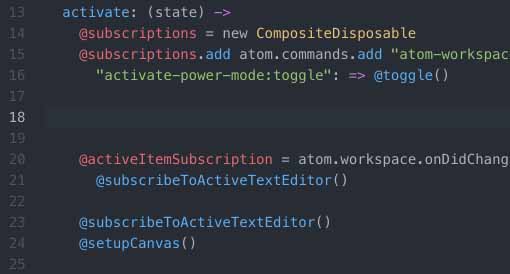 13 activate: (state) ->
14 @subscriptions = new CompositeDisposable
15 @subscriptions.add atom.commands.add "atom-workspac
16 "activate-power-mode:toggle": => @toggle()
17
18
19
20 @activeItemSubscription = atom.workspace.onDidChang
21 @subscribeToActiveTextEditor()
22
23 @subscribeToActiveTextEditor()
24 @setupCanvas()
25